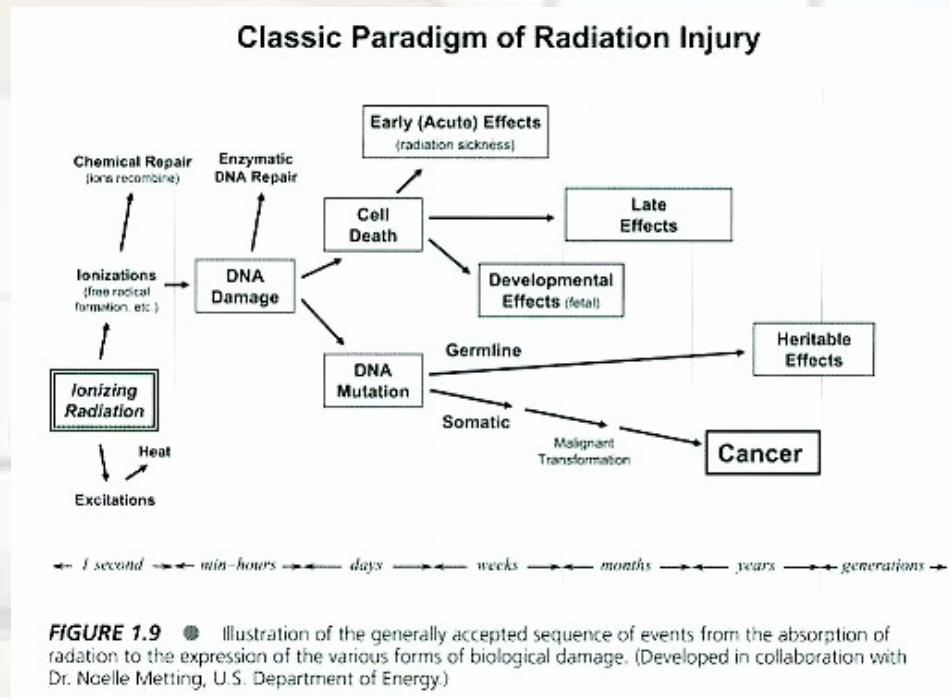 Classic Paradigm of Radiation Injury
Early (Acute) Effects
(radiation sickness)
Chemical Repair
(ions recombine)
Enzymatic
DNA Repair
Cell
Death
Late
Effects
Ionizations
(free radical
formation, etc.)
DNA
Damage
Developmental
Effects (fetal)
Germline
Heritable
Effects
DNA
Mutation
Ionizing
Radiation
Somatic
Malignant
Transformation
Cancer
Heat
Excitations
1 second min-hours days weeks months years generations
FIGURE 1.9 Illustration of the generally accepted sequence of events from the absorption of
radation to the expression of the various forms of biological damage. (Developed in collaboration with
Dr. Noelle Metting, U.S. Department of Energy.)